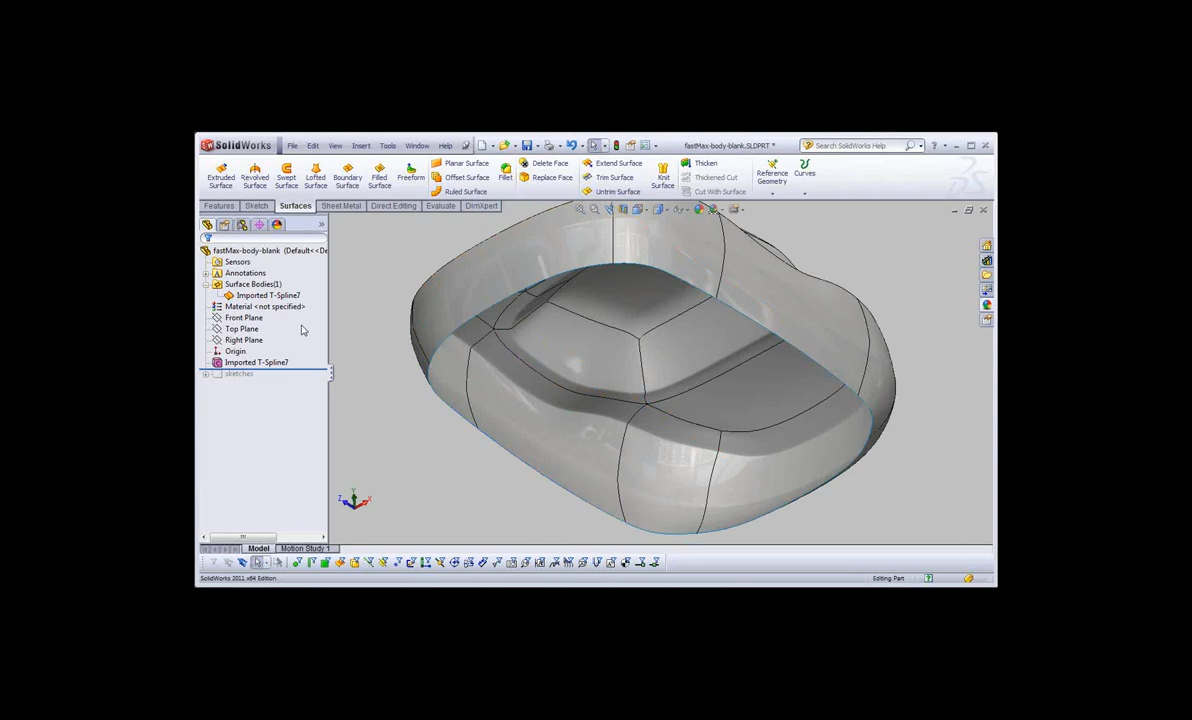 SolidWorks File Edit View Insert Tools Window Help fastMax-body-blank.SLDPRT * Search SolidWorks Help
Extruded Surface Revolved Surface Swept Surface Lofted Surface Boundary Surface Filled Surface Freeform
Planar Surface
Offset Surface
Ruled Surface
Fillet
Delete Face
Replace Face
Extend Surface
Trim Surface
Untrim Surface
Knit Surface
Thicken
Thickened Cut
Cut With Surface
Reference Geometry
Curves
Features Sketch Surfaces Sheet Metal Direct Editing Evaluate DimXpert
fastMax-body-blank (Default<<De
Sensors
Annotations
Surface Bodies(1)
Imported T-Spline7
Material <not specified>
Front Plane
Top Plane
Right Plane
Origin
Imported T-Spline7
sketches
Y
Z X
Model Motion Study 1
SolidWorks 2011 x64 Edition Editing Part